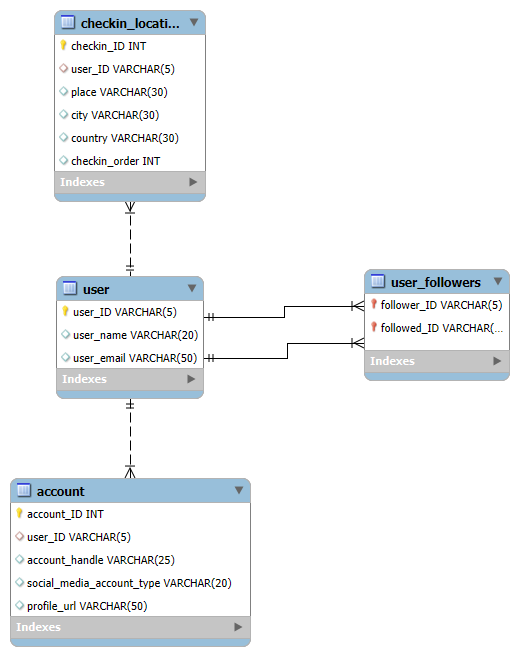 checkin_locati...
checkin_ID INT
user_ID VARCHAR(5)
place VARCHAR(30)
city VARCHAR(30)
country VARCHAR(30)
checkin_order INT
Indexes
user
user_ID VARCHAR(5)
user_name VARCHAR(20)
user_email VARCHAR(50)
Indexes
user_followers
follower_ID VARCHAR(5)
followed_ID VARCHAR(...
Indexes
account
account_ID INT
user_ID VARCHAR(5)
account_handle VARCHAR(25)
social_media_account_type VARCHAR(20)
profile_url VARCHAR(50)
Indexes